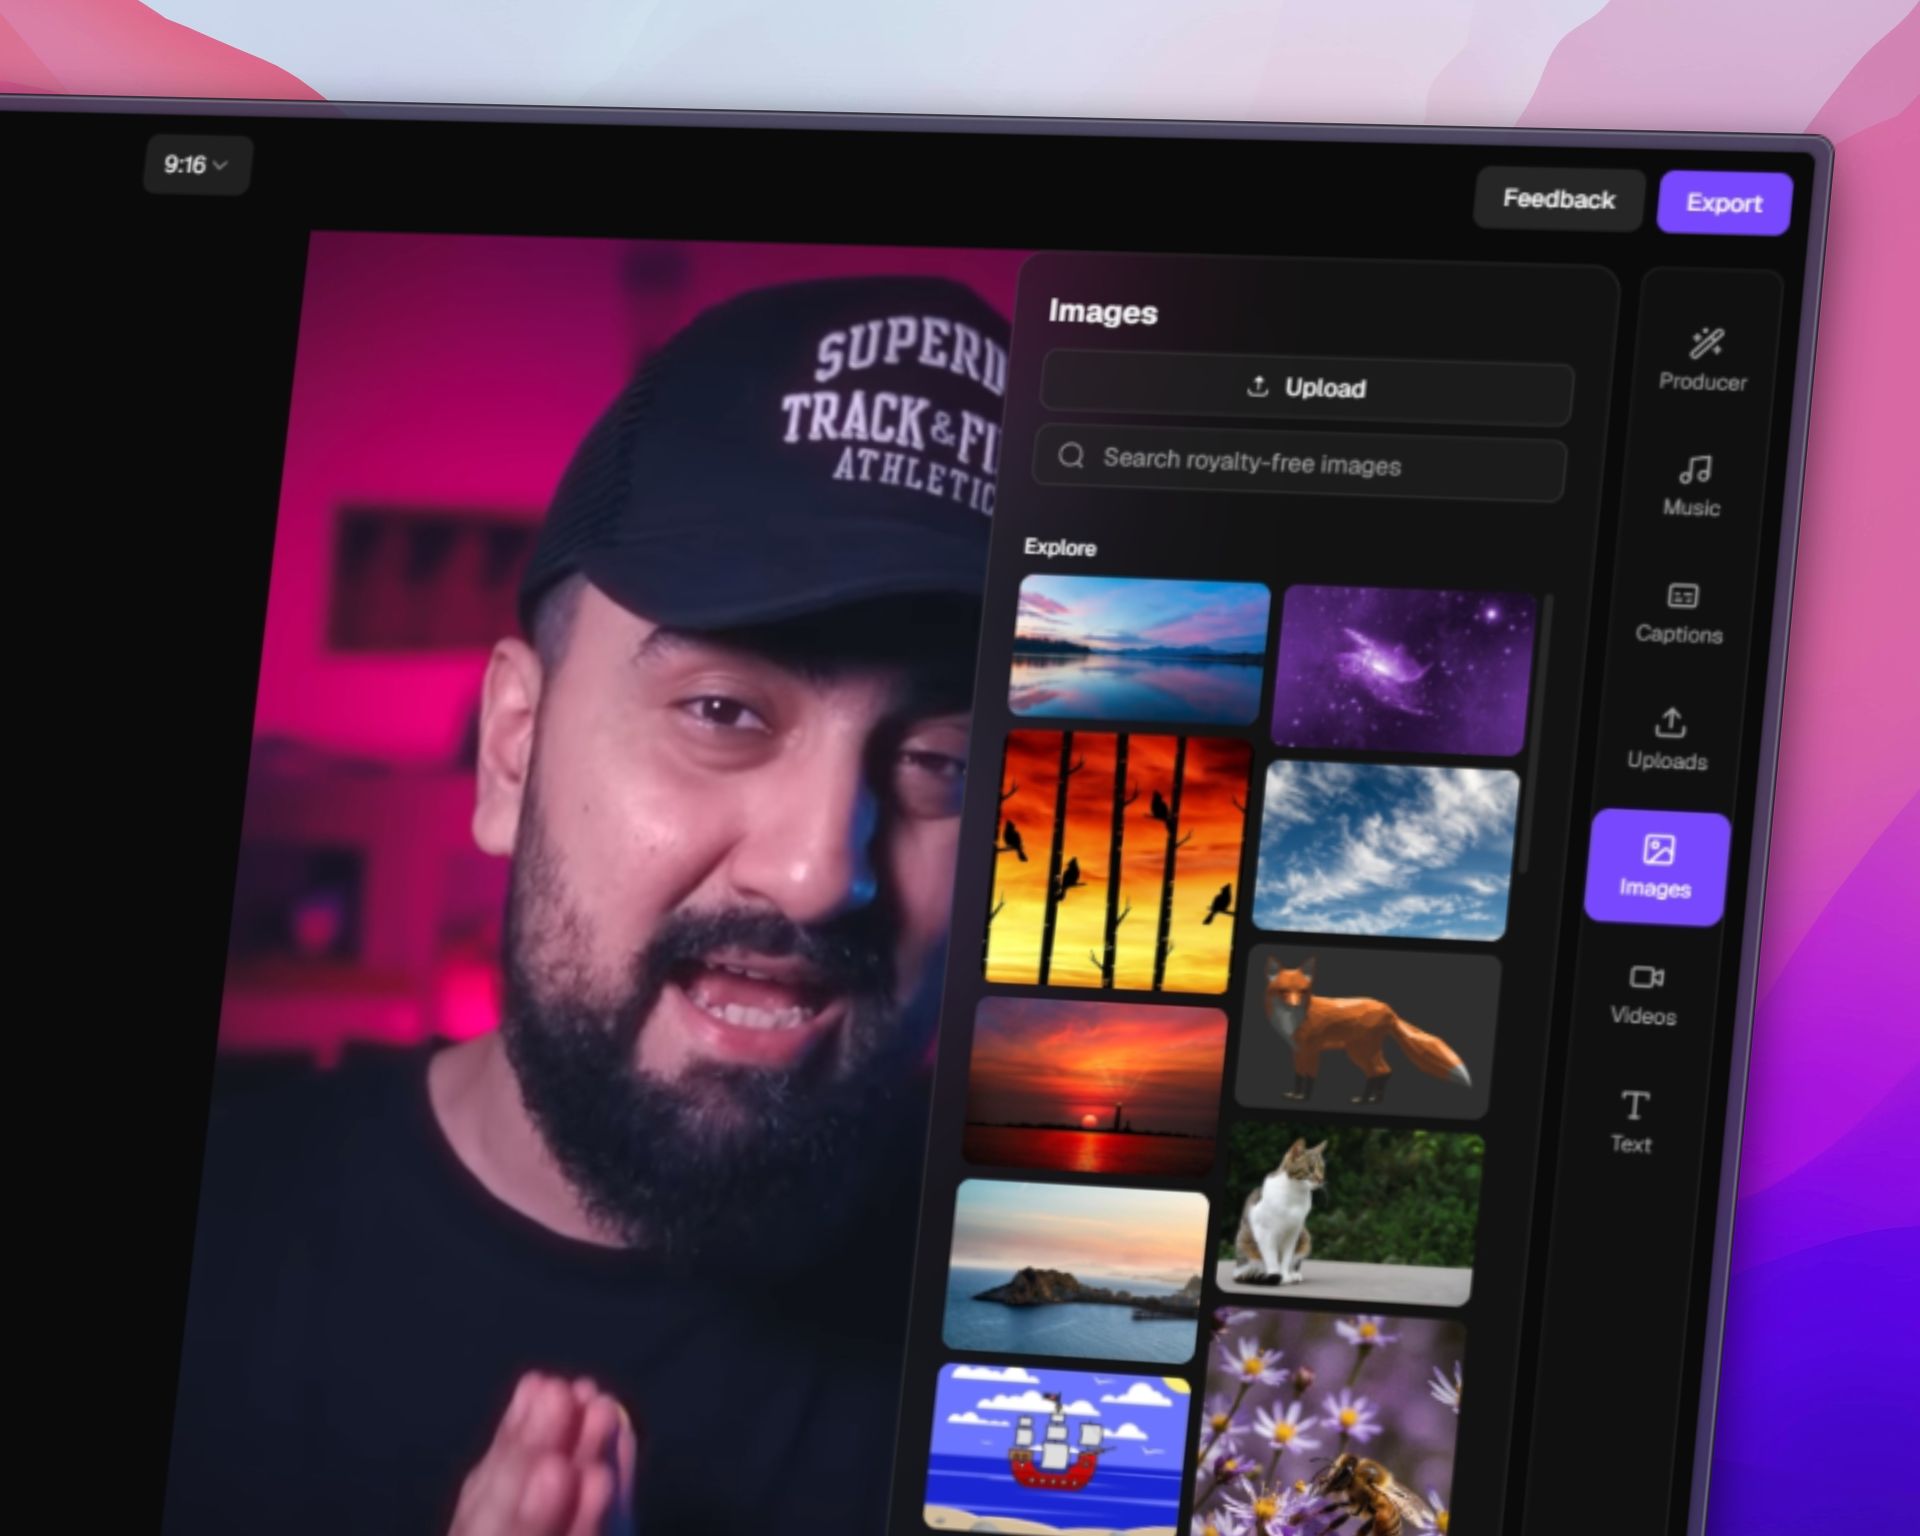 9:16
Feedback
Export
SUPERD
TRACK & FI
ATHLETIC
Images
Upload
Search royalty-free images
Explore
Producer
Music
Captions
Uploads
Images
Videos
Text